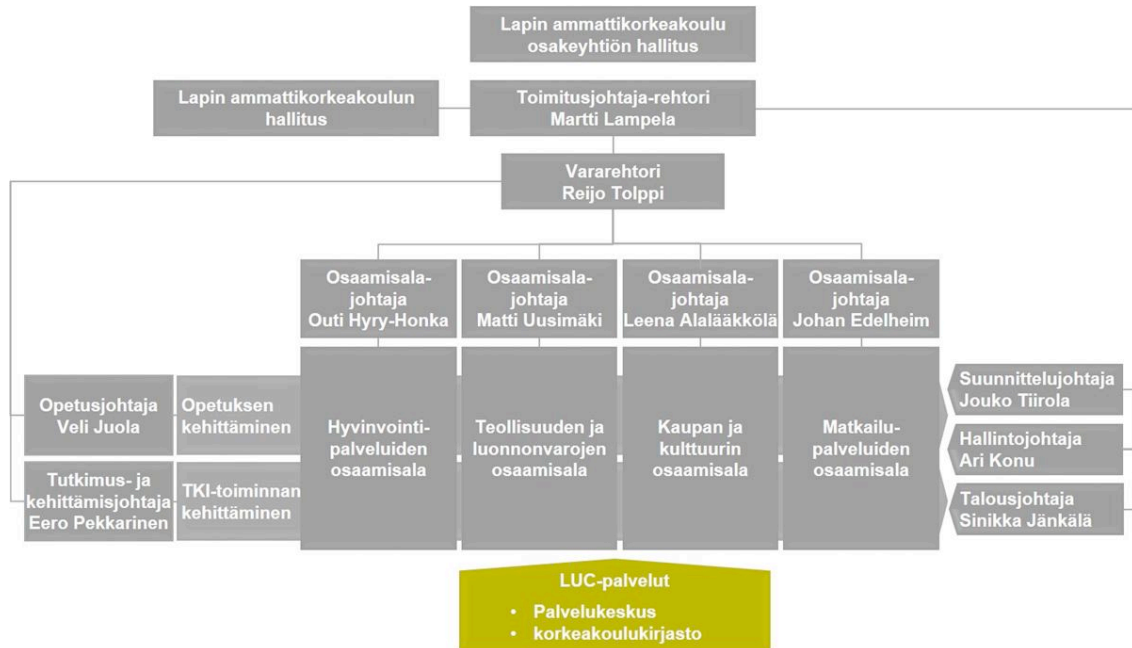 Lapin ammattikorkeakoulu
osakeyhtiön hallitus
Lapin ammattikorkeakoulun
hallitus
Toimitusjohtaja-rehtori
Martti Lampela
Vararehtori
Reijo Tolppi
Osaamisala-
johtaja
Outi Hyry-Honka
Osaamisala-
johtaja
Matti Uusimäki
Osaamisala-
johtaja
Leena Alalääkkölä
Osaamisala-
johtaja
Johan Edelheim
Opetusjohtaja
Veli Juola
Opetuksen
kehittäminen
Tutkimus- ja
kehittämisjohtaja
Eero Pekkarinen
TKI-toiminnan
kehittäminen
Hyvinvointi-
palveluiden
osaamisala
Teollisuuden ja
luonnonvarojen
osaamisala
Kaupan ja
kulttuurin
osaamisala
Matkailu-
palveluiden
osaamisala
Suunnittelujohtaja
Jouko Tiirola
Hallintojohtaja
Ari Konu
Talousjohtaja
Sinikka Jänkälä
LUC-palvelut
• Palvelukeskus
• korkeakoulukirjasto